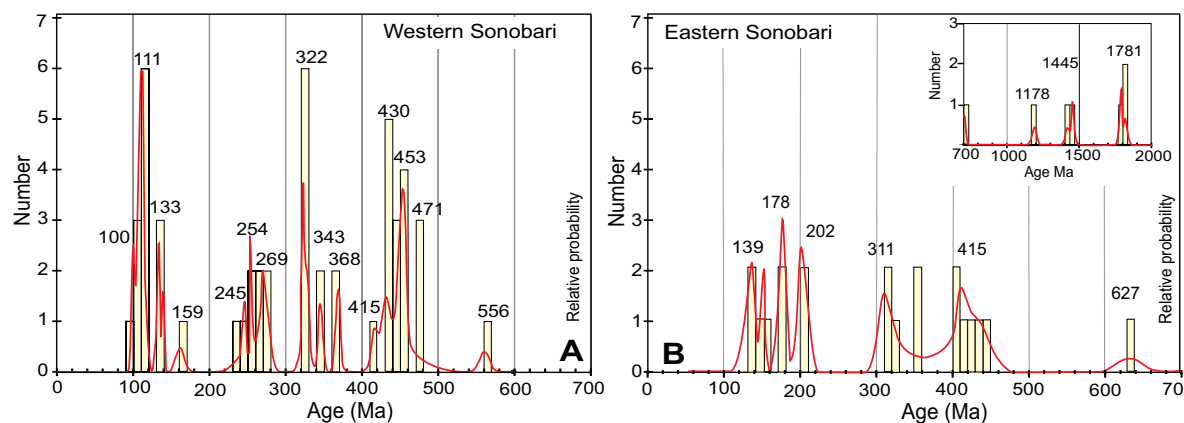 Western Sonobari
Number
7
6
5
4
3
2
1
0
100
111
133
159
245
254
269
322
343
368
415
430
453
471
556
Relative probability
A
0 100 200 300 400 500 600 700
Age (Ma)
Eastern Sonobari
Number
7
6
5
4
3
2
1
0
139
178
202
311
415
627
Relative probability
B
0 100 200 300 400 500 600 70
Age (Ma)
Number
3
2
1
1178
1445
1781
700 1000 1500 2000
Age Ma